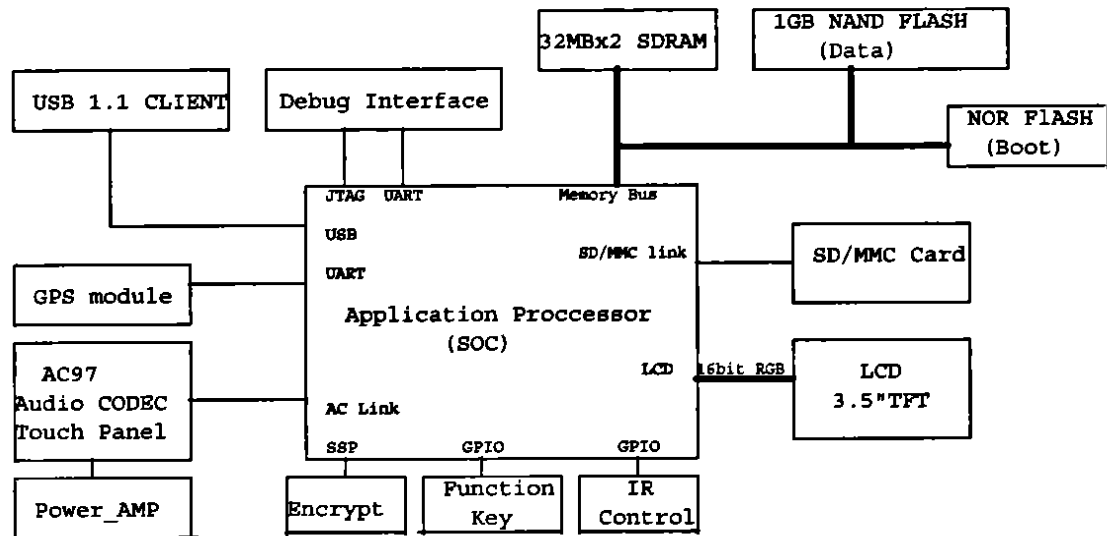 32MBx2 SDRAM
1GB NAND FLASH
(Data)
USB 1.1 CLIENT
Debug Interface
NOR FlASH
(Boot)
JTAG UART
Memory Bus
USB
SD/MMC link
SD/MMC Card
UART
GPS module
Application Proccessor
(SOC)
LCD
16bit RGB
LCD
3.5"TFT
AC97
Audio CODEC
Touch Panel
AC Link
SSP
GPIO
GPIO
Power_AMP
Encrypt
Function
Key
IR
Control